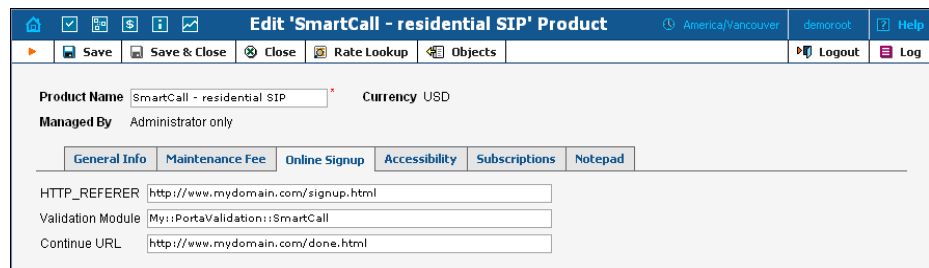 Edit 'SmartCall - residential SIP' Product America/Vancouver demoroot ? Help
Save Save & Close Close Rate Lookup Objects Logout Log
Product Name SmartCall - residential SIP * Currency USD
Managed By Administrator only
General Info Maintenance Fee Online Signup Accessibility Subscriptions Notepad
HTTP_REFERER http://www.mydomain.com/signup.html
Validation Module My::PortaValidation::SmartCall
Continue URL http://www.mydomain.com/done.html